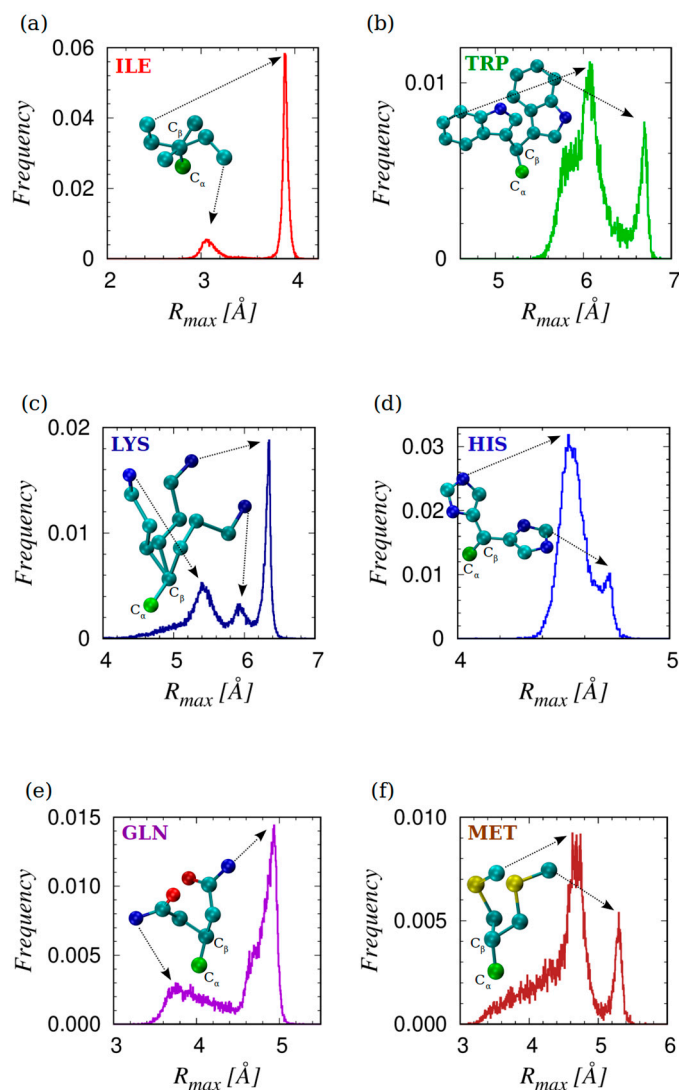 (a)
ILE
0.06
0.04
0.02
0
Frequency
Cβ
Cα
2
3
4
Rmax [Å]
(b)
TRP
0.01
0
Frequency
Cβ
Cα
5
6
7
Rmax [Å]
(c)
LYS
0.02
0.01
0
Frequency
Cβ
Cα
4
5
6
7
Rmax [Å]
(d)
HIS
0.03
0.02
0.01
0
Frequency
Cβ
Cα
4
5
Rmax [Å]
(e)
GLN
0.015
0.010
0.005
0.000
Frequency
Cβ
Cα
3
4
5
Rmax [Å]
(f)
MET
0.010
0.005
0.000
Frequency
Cβ
Cα
3
4
5
6
Rmax [Å]